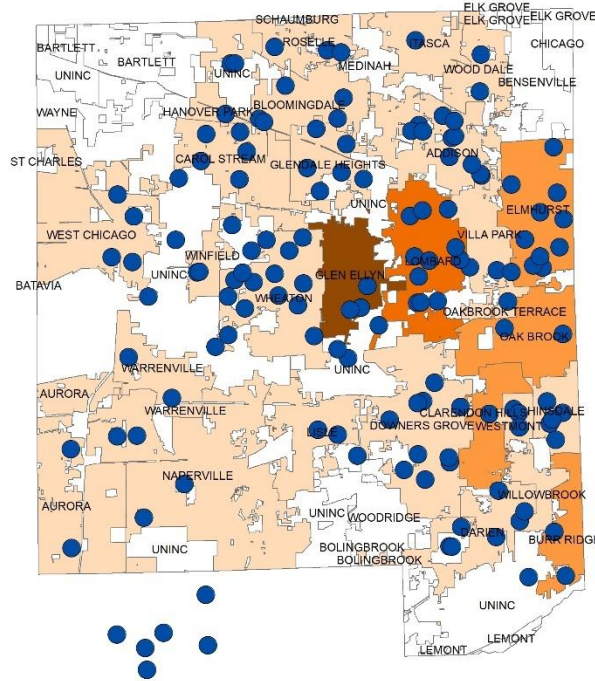 ELK GROVE
SCHAUMBURG
ELK GROVE
ELK GROVE
BARTLETT
ROSELLE
ITASCA
CHICAGO
BARTLETT
MEDINAH
UNINC
UNINC
WOOD DALE
BENSENVILLE
WAYNE
HANOVER PARK
BLOOMINGDALE
ADDISON
ST CHARLES
CAROL STREAM
GLENDALE HEIGHTS
UNINC
ELMHURST
WEST CHICAGO
VILLA PARK
WINFIELD
LOMBARD
UNINC
GLEN ELLYN
BATAVIA
WHEATON
OAKBROOK TERRACE
OAK BROOK
WARRENVILLE
UNINC
AURORA
WARRENVILLE
CLARENDON HILLS
HINSDALE
DOWNERS GROVE
WESTMONT
LISLE
NAPERVILLE
WILLOWBROOK
AURORA
UNINC
WOODRIDGE
DARIEN
BURR RIDGE
UNINC
BOLINGBROOK
BOLINGBROOK
UNINC
LEMONT
LEMONT